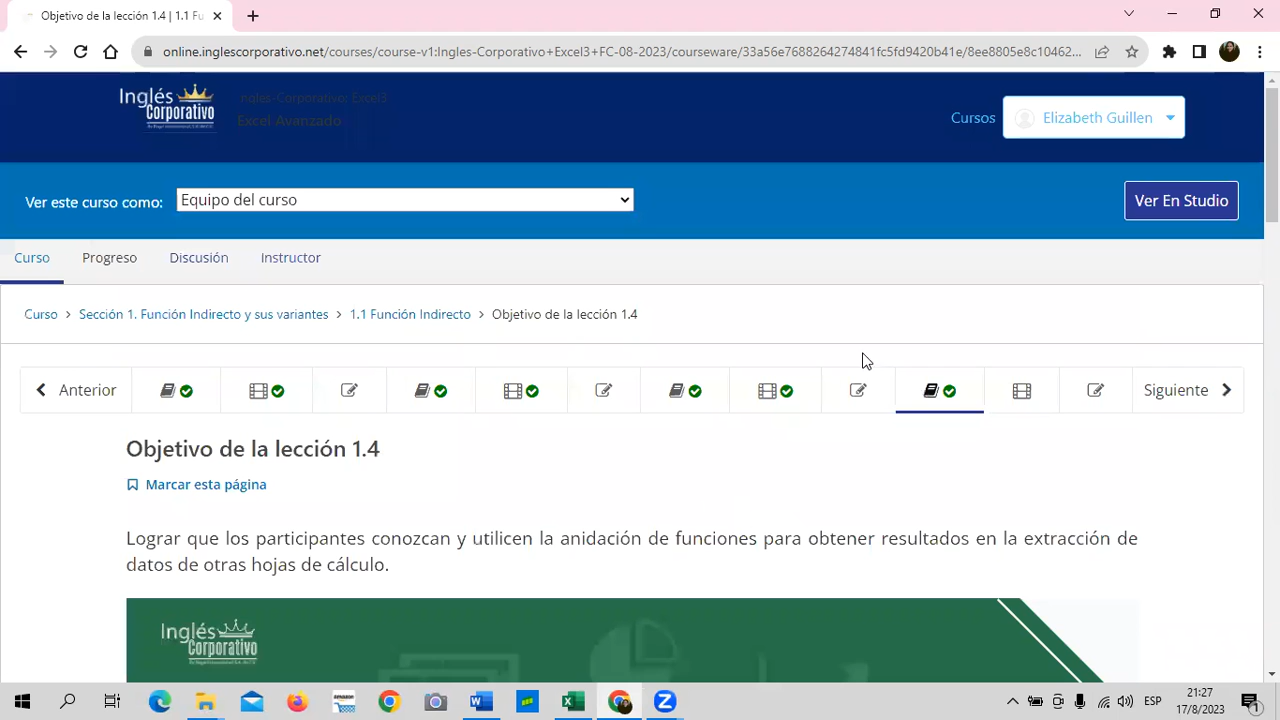 Objetivo de la lección 1.4 | 1.1 Fu
online.inglescorporativo.net/courses/course-v1:Ingles-Corporativo+Excel3+FC-08-2023/courseware/33a56e7688264274841fc5fd9420b41e/8ee8805e8c10462...
Inglés
Corporativo
Ingles-Corporativo: Excel3
Excel Avanzado
Cursos
Elizabeth Guillen
Ver este curso como:
Equipo del curso
Ver En Studio
Curso
Progreso
Discusión
Instructor
Curso > Sección 1. Función Indirecto y sus variantes > 1.1 Función Indirecto > Objetivo de la lección 1.4
Anterior
Siguiente
Objetivo de la lección 1.4
Marcar esta página
Lograr que los participantes conozcan y utilicen la anidación de funciones para obtener resultados en la extracción de
datos de otras hojas de cálculo.
Inglés
Corporativo
amazon
ESP
21:27
17/8/2023